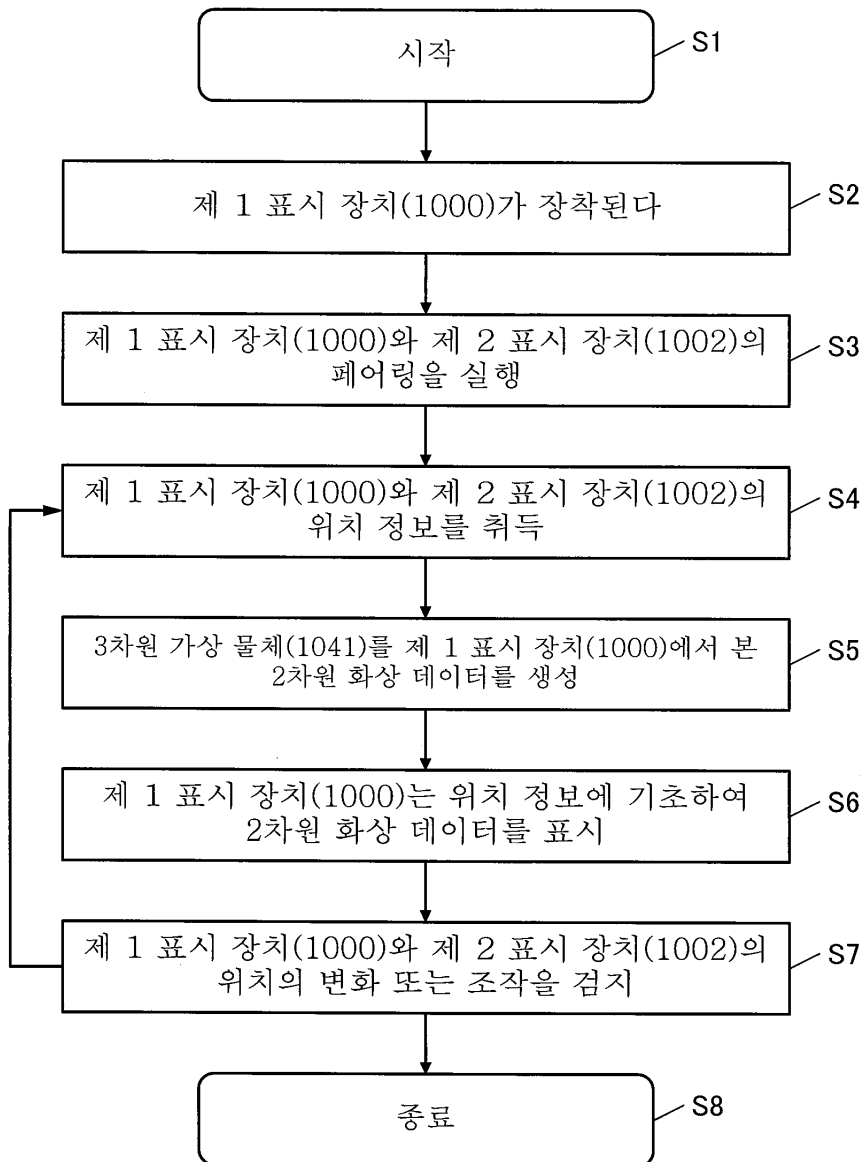 시작
S1
제 1 표시 장치(1000)가 장착된다
S2
제 1 표시 장치(1000)와 제 2 표시 장치(1002)의
페어링을 실행
S3
제 1 표시 장치(1000)와 제 2 표시 장치(1002)의
위치 정보를 취득
S4
3차원 가상 물체(1041)를 제 1 표시 장치(1000)에서 본
2차원 화상 데이터를 생성
S5
제 1 표시 장치(1000)는 위치 정보에 기초하여
2차원 화상 데이터를 표시
S6
제 1 표시 장치(1000)와 제 2 표시 장치(1002)의
위치의 변화 또는 조작을 검지
S7
종료
S8